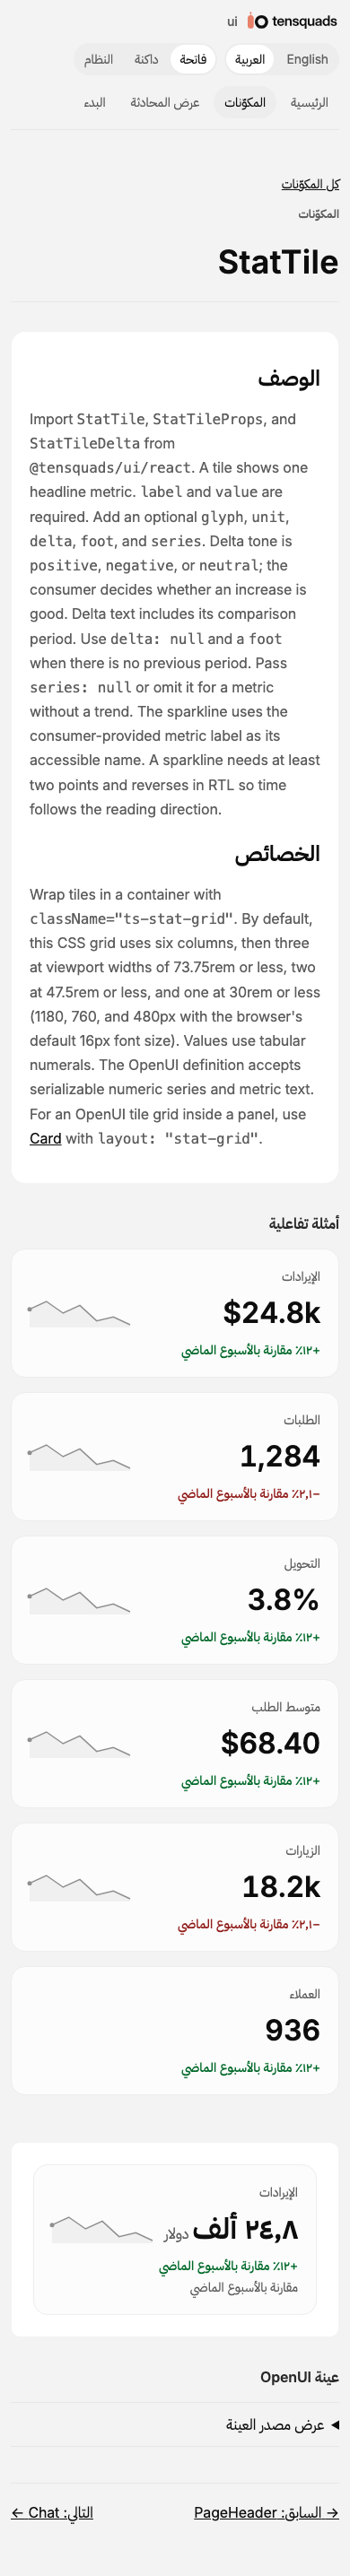 tensquads ui
English العربية فاتحة داكنة النظام
الرئيسية المكوّنات عرض المحادثة البدء
كل المكوّنات
المكوّنات
StatTile
الوصف
Import StatTile, StatTileProps, and
StatTileDelta from
@tensquads/ui/react. A tile shows one
headline metric. label and value are
required. Add an optional glyph, unit,
delta, foot, and series. Delta tone is
positive, negative, or neutral; the
consumer decides whether an increase is
good. Delta text includes its comparison
period. Use delta: null and a foot
when there is no previous period. Pass
series: null or omit it for a metric
without a trend. The sparkline uses the
consumer-provided metric label as its
accessible name. A sparkline needs at least
two points and reverses in RTL so time
follows the reading direction.
الخصائص
Wrap tiles in a container with
className="ts-stat-grid". By default,
this CSS grid uses six columns, then three
at viewport widths of 73.75rem or less, two
at 47.5rem or less, and one at 30rem or less
(1180, 760, and 480px with the browser's
default 16px font size). Values use tabular
numerals. The OpenUI definition accepts
serializable numeric series and metric text.
For an OpenUI tile grid inside a panel, use
Card with layout: "stat-grid".
أمثلة تفاعلية
الإيرادات
$24.8k
+١٢٪ مقارنة بالأسبوع الماضي
الطلبات
1,284
−٢,١٪ مقارنة بالأسبوع الماضي
التحويل
3.8%
+١٢٪ مقارنة بالأسبوع الماضي
متوسط الطلب
$68.40
+١٢٪ مقارنة بالأسبوع الماضي
الزيارات
18.2k
−٢,١٪ مقارنة بالأسبوع الماضي
العملاء
936
+١٢٪ مقارنة بالأسبوع الماضي
الإيرادات
٢٤,٨ ألف دولار
+١٢٪ مقارنة بالأسبوع الماضي
مقارنة بالأسبوع الماضي
عينة OpenUI
عرض مصدر العينة
→ السابق: PageHeader
التالي: Chat ←